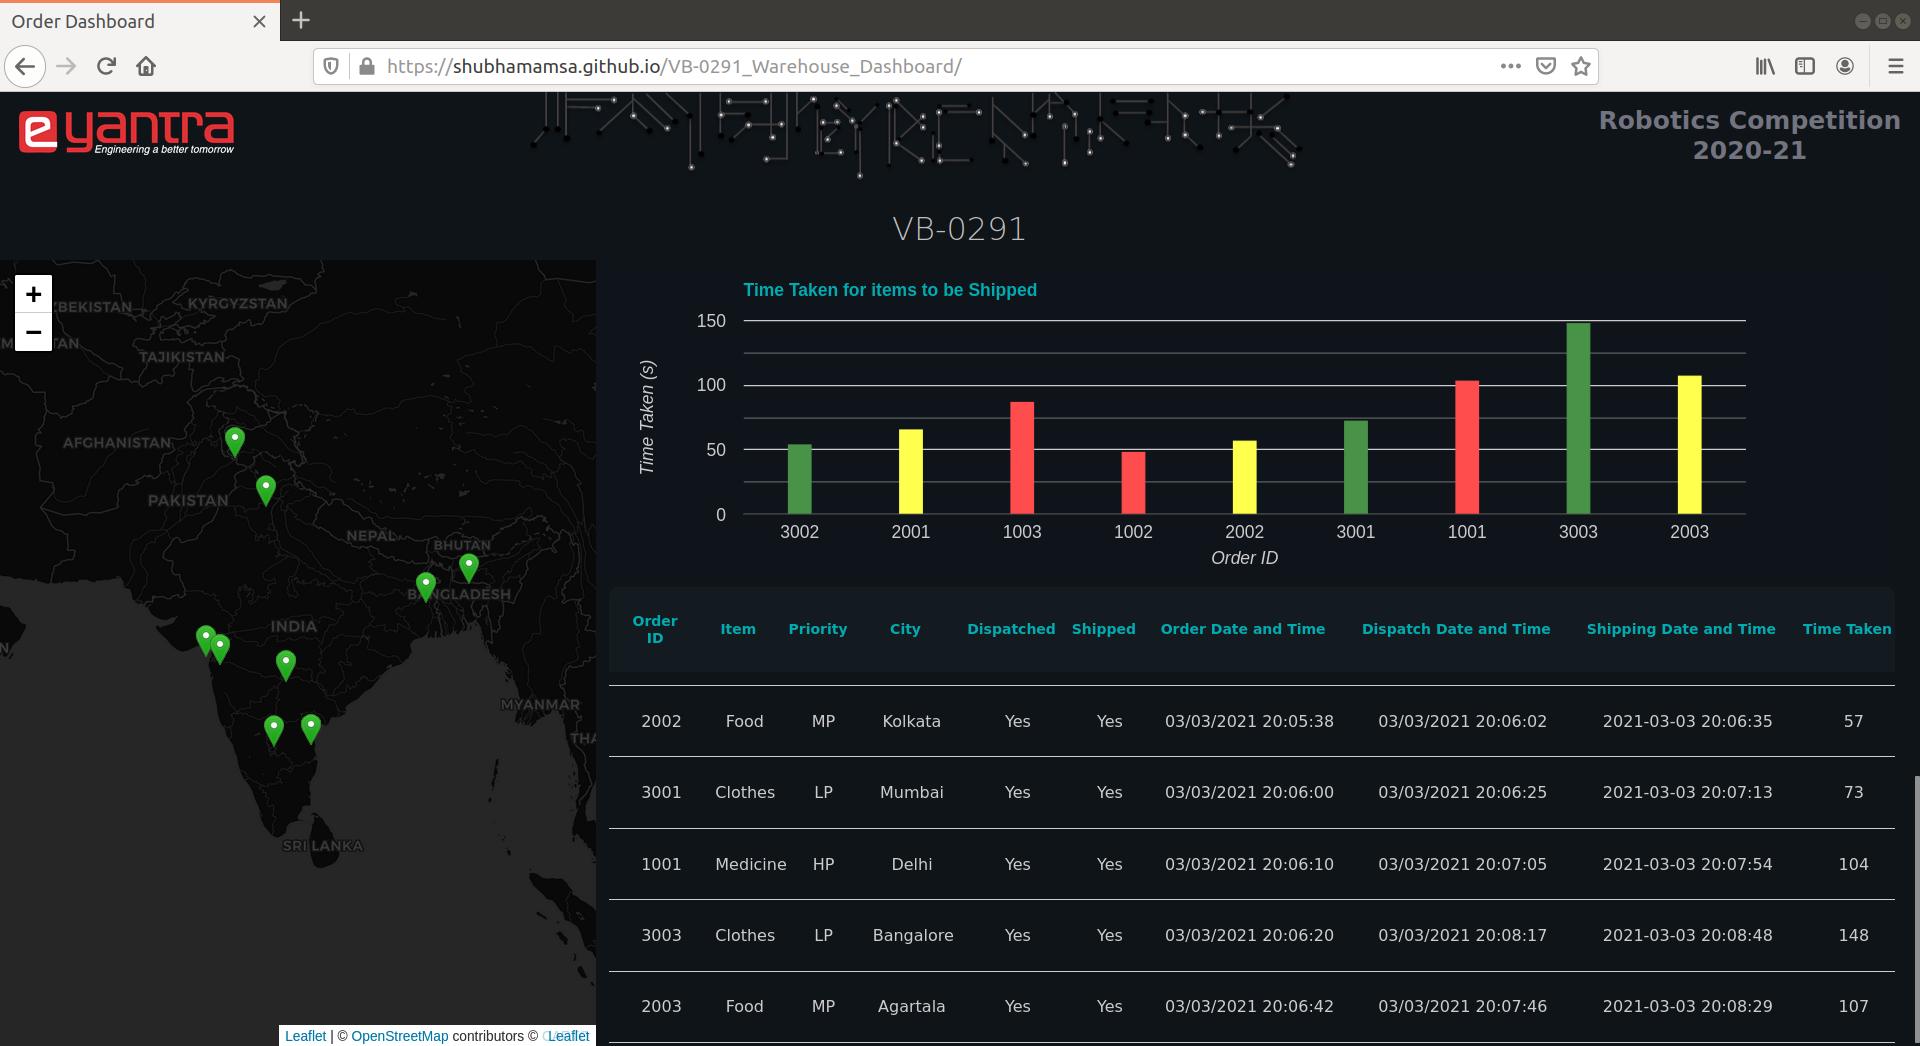 Order Dashboard
https://shubhamamsa.github.io/VB-0291_Warehouse_Dashboard/
e yantra
Engineering a better tomorrow
Robotics Competition
2020-21
VB-0291
+
−
KYRGYZSTAN
TAJIKISTAN
AFGHANISTAN
PAKISTAN
NEPAL
BHUTAN
BANGLADESH
INDIA
MYANMAR
SRI LANKA
Leaflet | © OpenStreetMap contributors © Leaflet
Time Taken for items to be Shipped
Time Taken (s)
150
100
50
0
3002 2001 1003 1002 2002 3001 1001 3003 2003
Order ID
Order ID Item Priority City Dispatched Shipped Order Date and Time Dispatch Date and Time Shipping Date and Time Time Taken
2002 Food MP Kolkata Yes Yes 03/03/2021 20:05:38 03/03/2021 20:06:02 2021-03-03 20:06:35 57
3001 Clothes LP Mumbai Yes Yes 03/03/2021 20:06:00 03/03/2021 20:06:25 2021-03-03 20:07:13 73
1001 Medicine HP Delhi Yes Yes 03/03/2021 20:06:10 03/03/2021 20:07:05 2021-03-03 20:07:54 104
3003 Clothes LP Bangalore Yes Yes 03/03/2021 20:06:20 03/03/2021 20:08:17 2021-03-03 20:08:48 148
2003 Food MP Agartala Yes Yes 03/03/2021 20:06:42 03/03/2021 20:07:46 2021-03-03 20:08:29 107